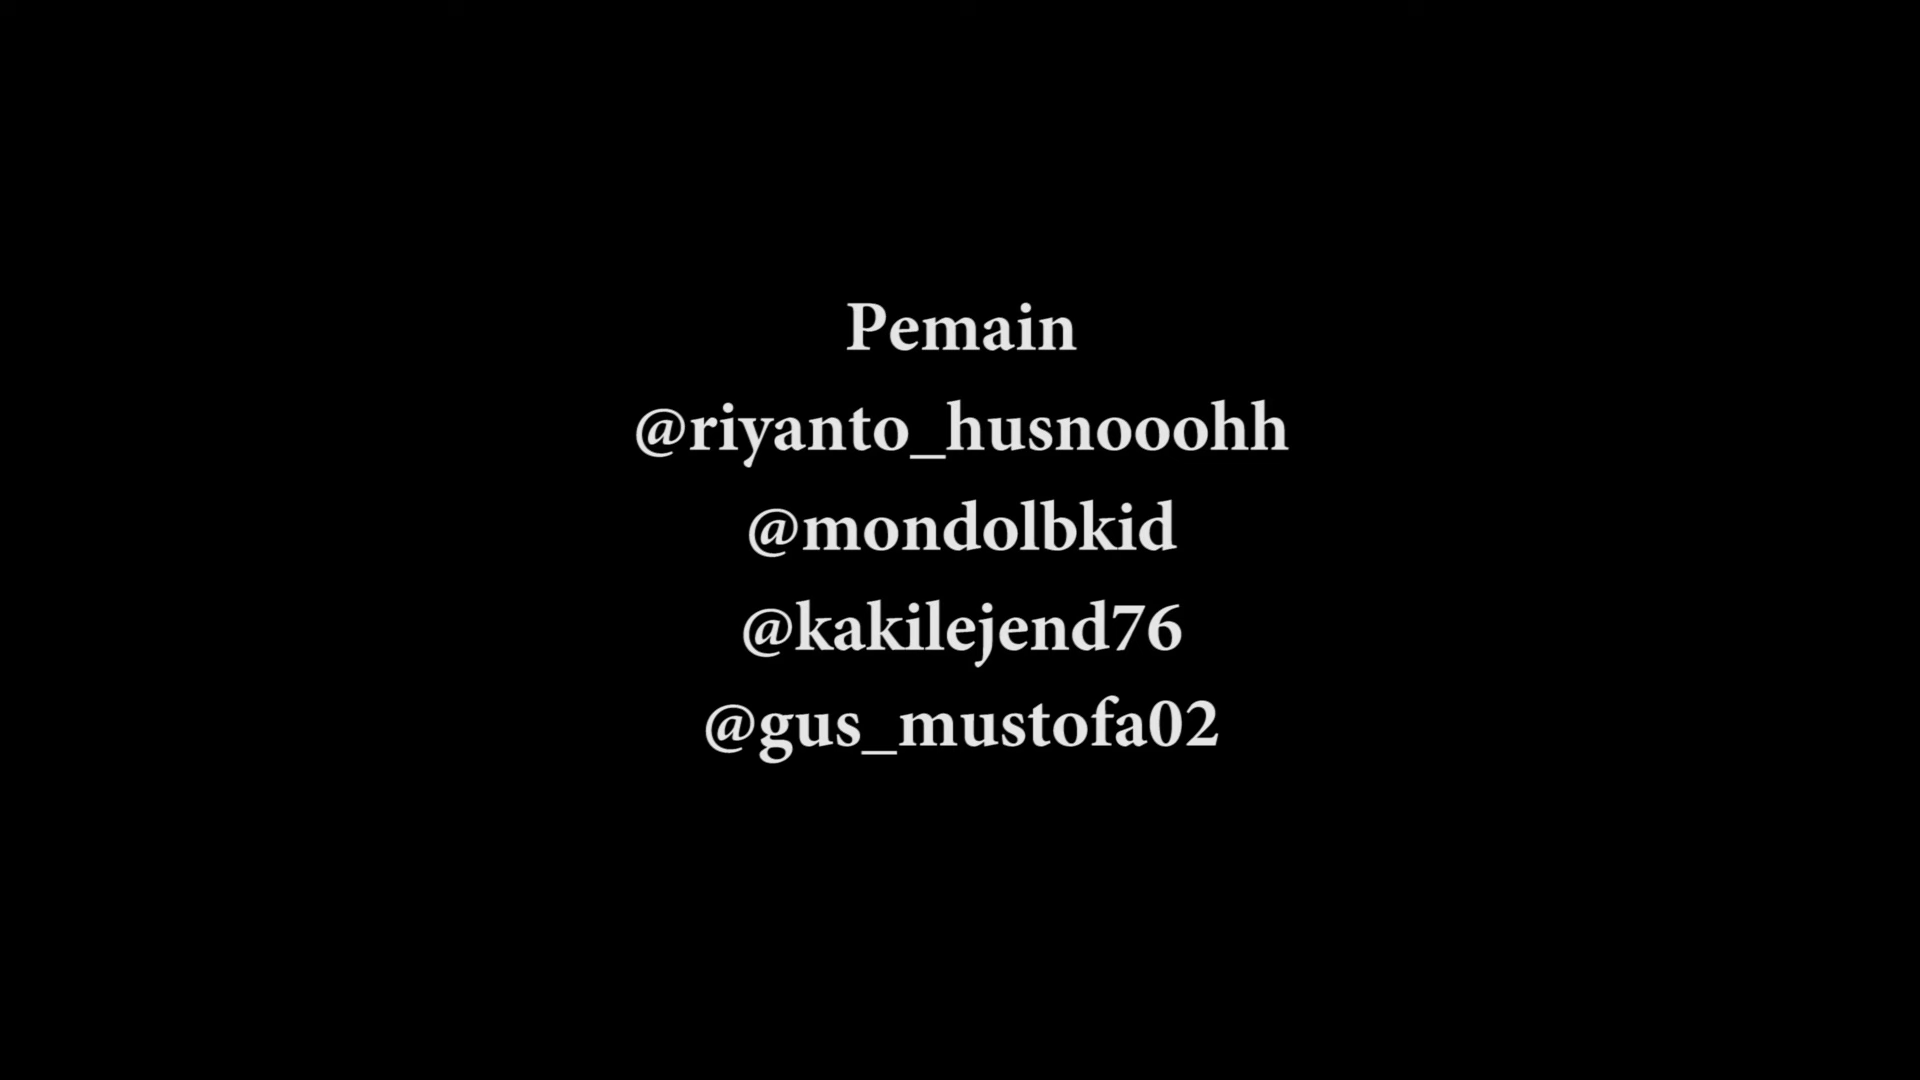 Pemain
@riyanto_husnooohh
@mondolbkid
@kakilejend76
@gus_mustofa02